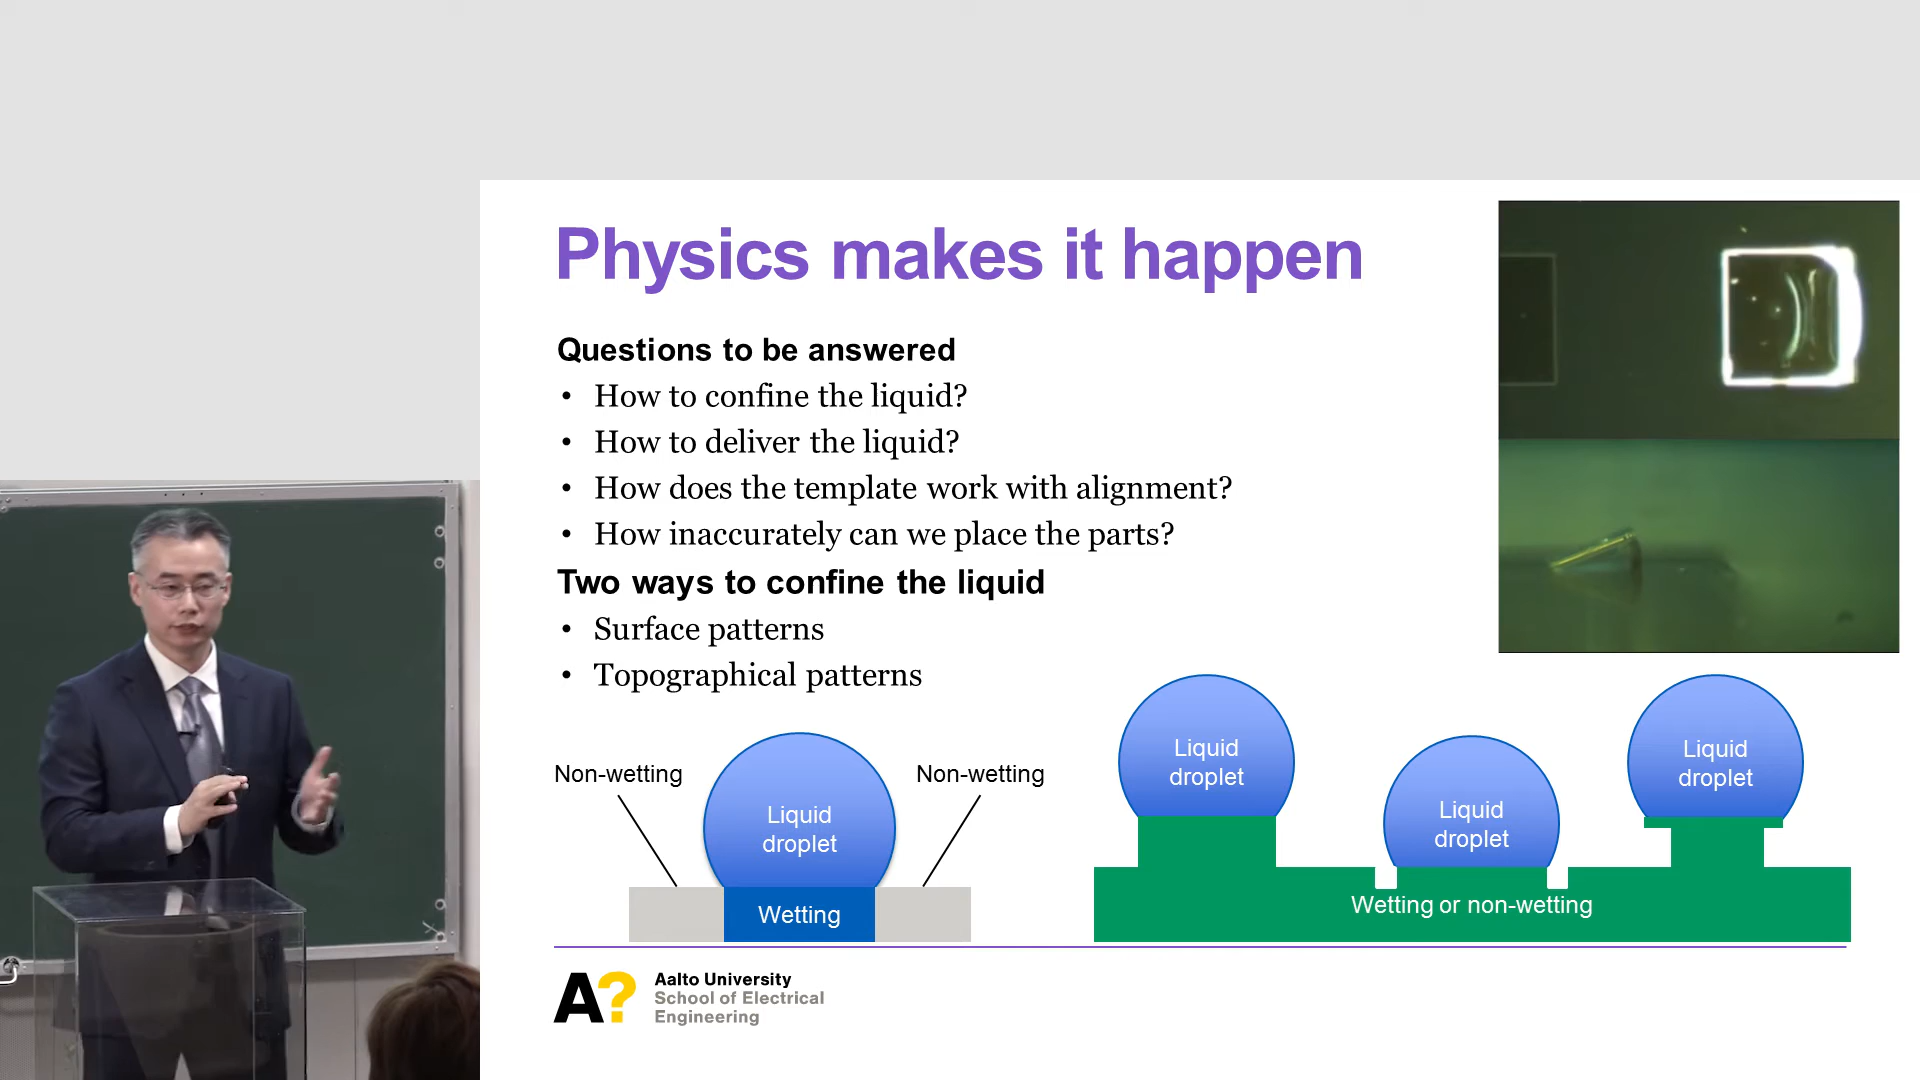 Physics makes it happen
Questions to be answered
• How to confine the liquid?
• How to deliver the liquid?
• How does the template work with alignment?
• How inaccurately can we place the parts?
Two ways to confine the liquid
• Surface patterns
• Topographical patterns
Non-wetting
Liquid
droplet
Non-wetting
Wetting
Liquid
droplet
Liquid
droplet
Liquid
droplet
Wetting or non-wetting
A?
Aalto University
School of Electrical
Engineering